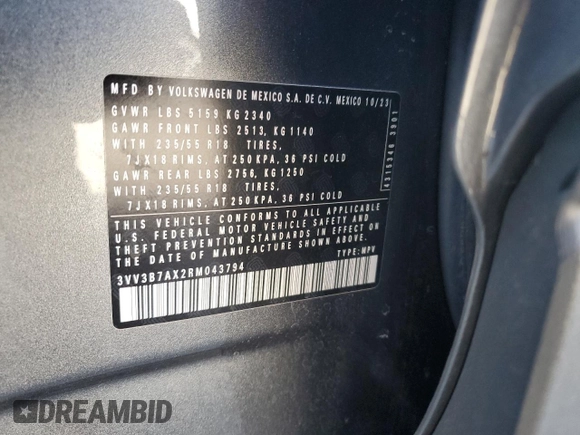 MFD BY VOLKSWAGEN DE MEXICO S.A. DE C.V. MEXICO 10/23
GVWR LBS 5159 KG 2340
GAWR FRONT LBS 2513, KG 1140
WITH 235/55 R18 TIRES,
7JX18 RIMS, AT 250 KPA, 36 PSI COLD
GAWR REAR LBS 2756, KG 1250
WITH 235/55 R18 TIRES,
7JX18 RIMS, AT 250 KPA, 36 PSI COLD
THIS VEHICLE CONFORMS TO ALL APPLICABLE
U.S. FEDERAL MOTOR VEHICLE SAFETY AND
THEFT PREVENTION STANDARDS IN EFFECT ON
THE DATE OF MANUFACTURE SHOWN ABOVE.
3VV3B7AX2RM043794 TYPE: MPV
4315346 3901
DREAMBID